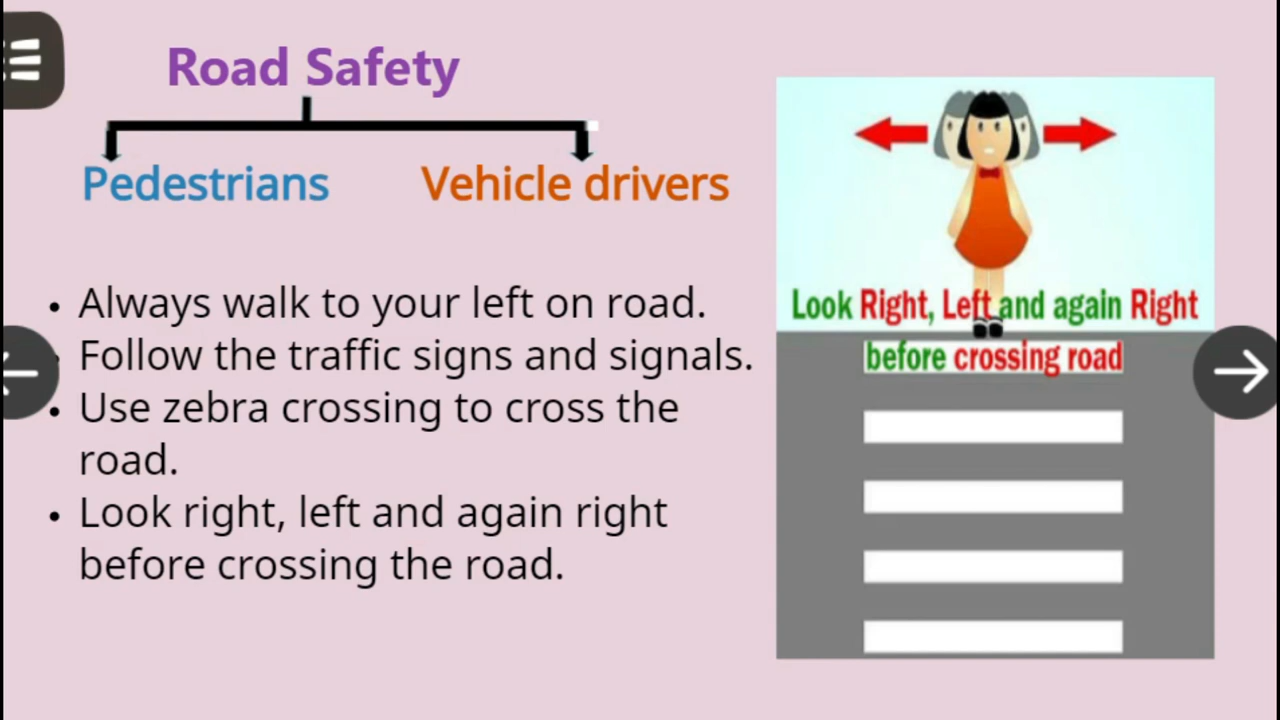 Road Safety
Pedestrians
Vehicle drivers
• Always walk to your left on road.
• Follow the traffic signs and signals.
• Use zebra crossing to cross the
road.
• Look right, left and again right
before crossing the road.
Look Right, Left and again Right
before crossing road